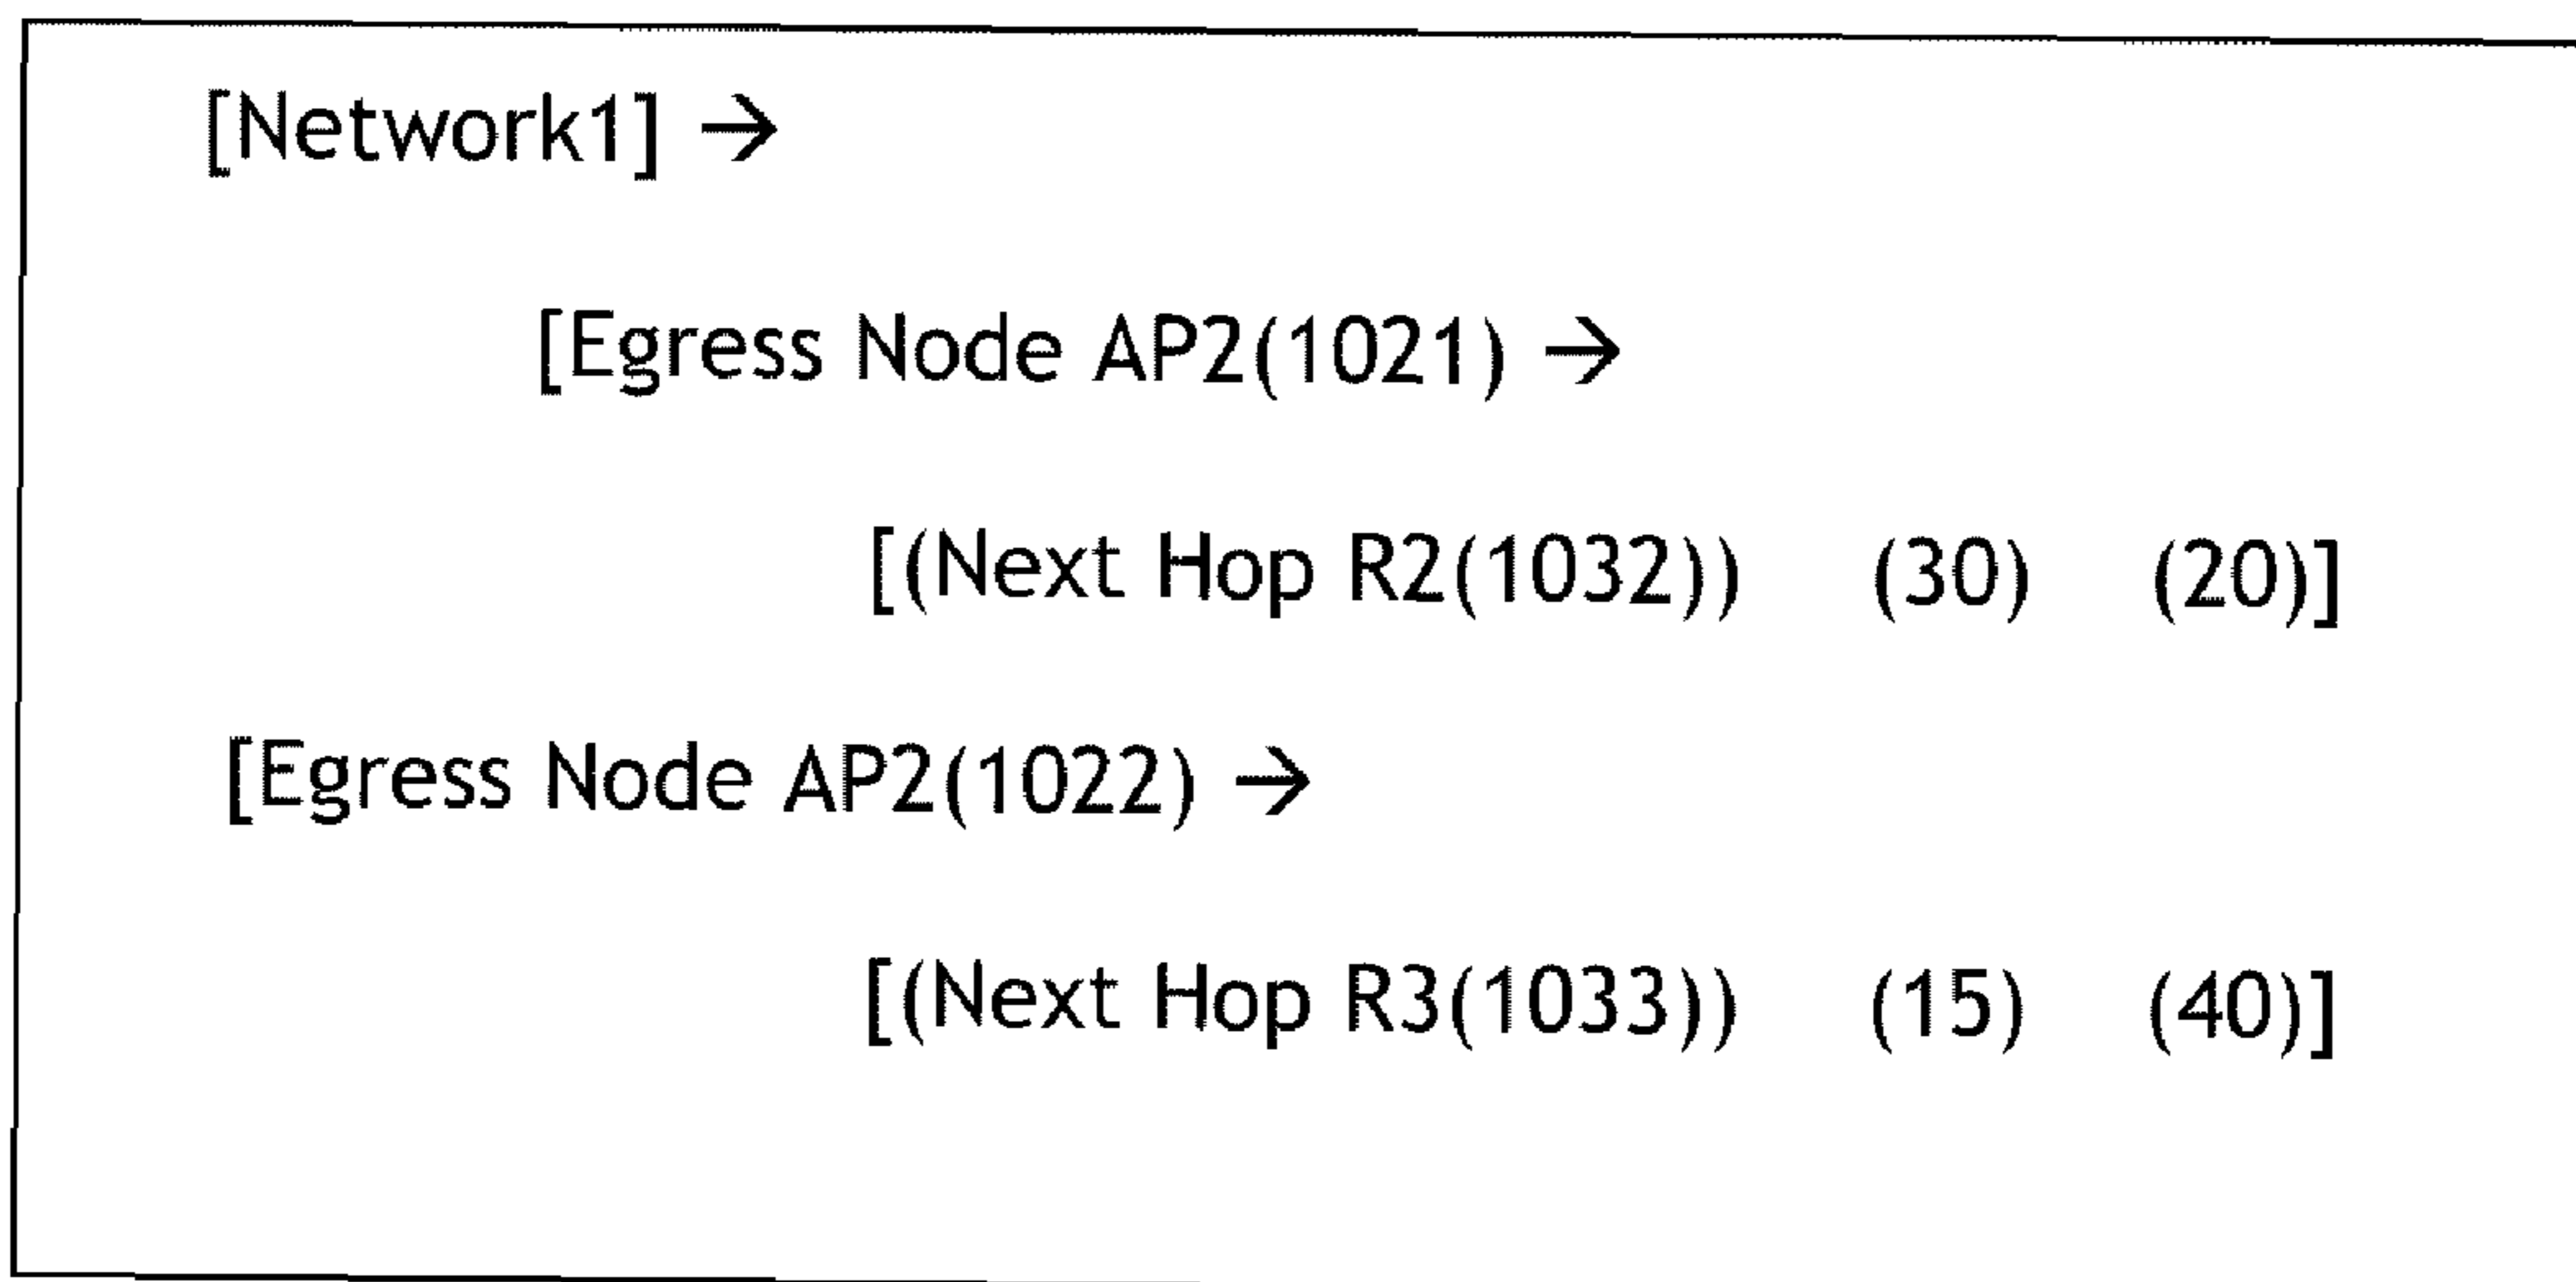 [Network1] →
[Egress Node AP2(1021) →
[(Next Hop R2(1032)) (30) (20)]
[Egress Node AP2(1022) →
[(Next Hop R3(1033)) (15) (40)]